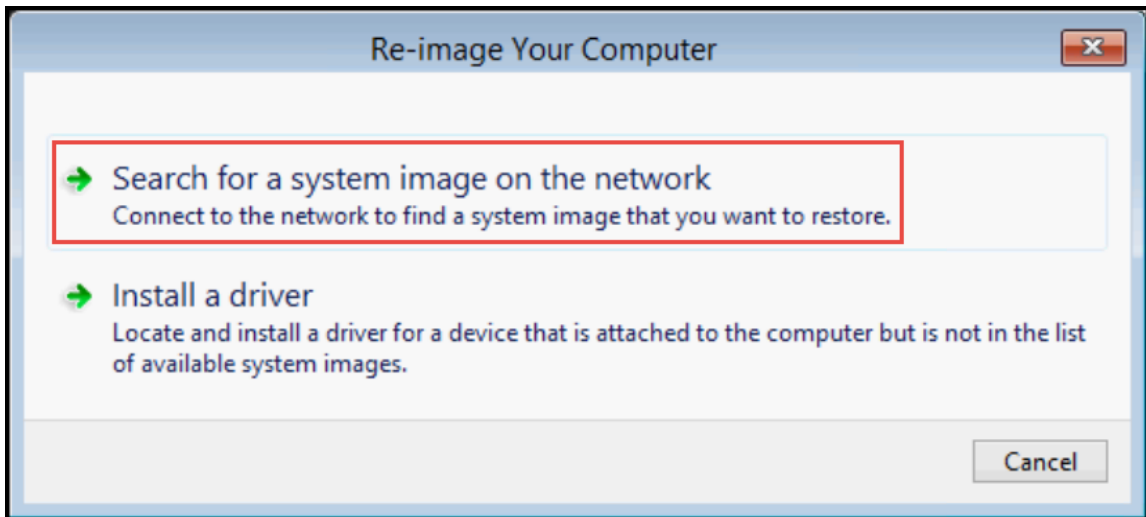 Re-image Your Computer
Search for a system image on the network
Connect to the network to find a system image that you want to restore.
Install a driver
Locate and install a driver for a device that is attached to the computer but is not in the list
of available system images.
Cancel